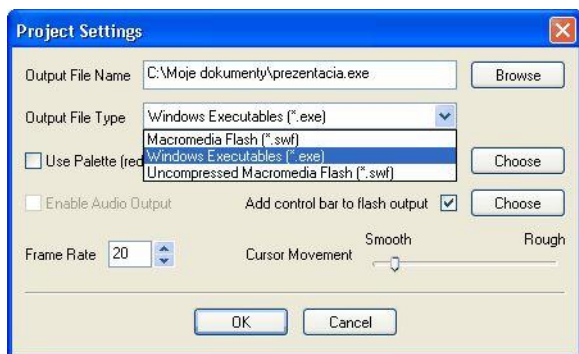 Project Settings
Output File Name C:\Moje dokumenty\prezentacia.exe Browse
Output File Type Windows Executables (*.exe)
Macromedia Flash (*.swf)
Use Palette (red Windows Executables (*.exe) Choose
Uncompressed Macromedia Flash (*.swf)
Enable Audio Output Add control bar to flash output Choose
Smooth Rough
Frame Rate 20 Cursor Movement
OK Cancel